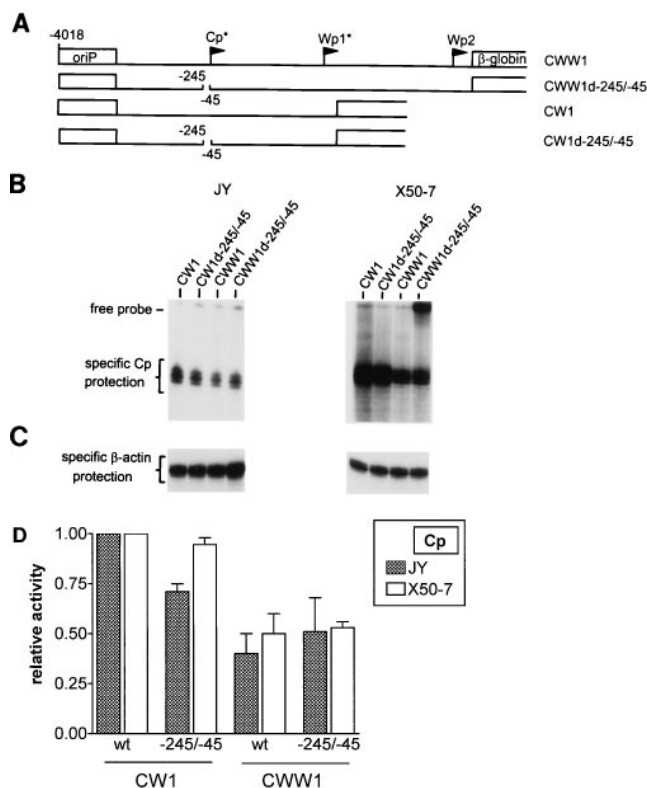 A
-4018
Cp*
Wp1*
Wp2
oriP
β-globin
CWW1
-245
-45
CWW1d-245/-45
CW1
-245
-45
CW1d-245/-45
B
JY
X50-7
CW1
CW1d-245/-45
CWW1
CWW1d-245/-45
CW1
CW1d-245/-45
CWW1
CWW1d-245/-45
free probe
specific Cp
protection
C
specific β-actin
protection
D
relative activity
1.00
0.75
0.50
0.25
0.00
Cp
JY
X50-7
wt
-245/-45
wt
-245/-45
CW1
CWW1